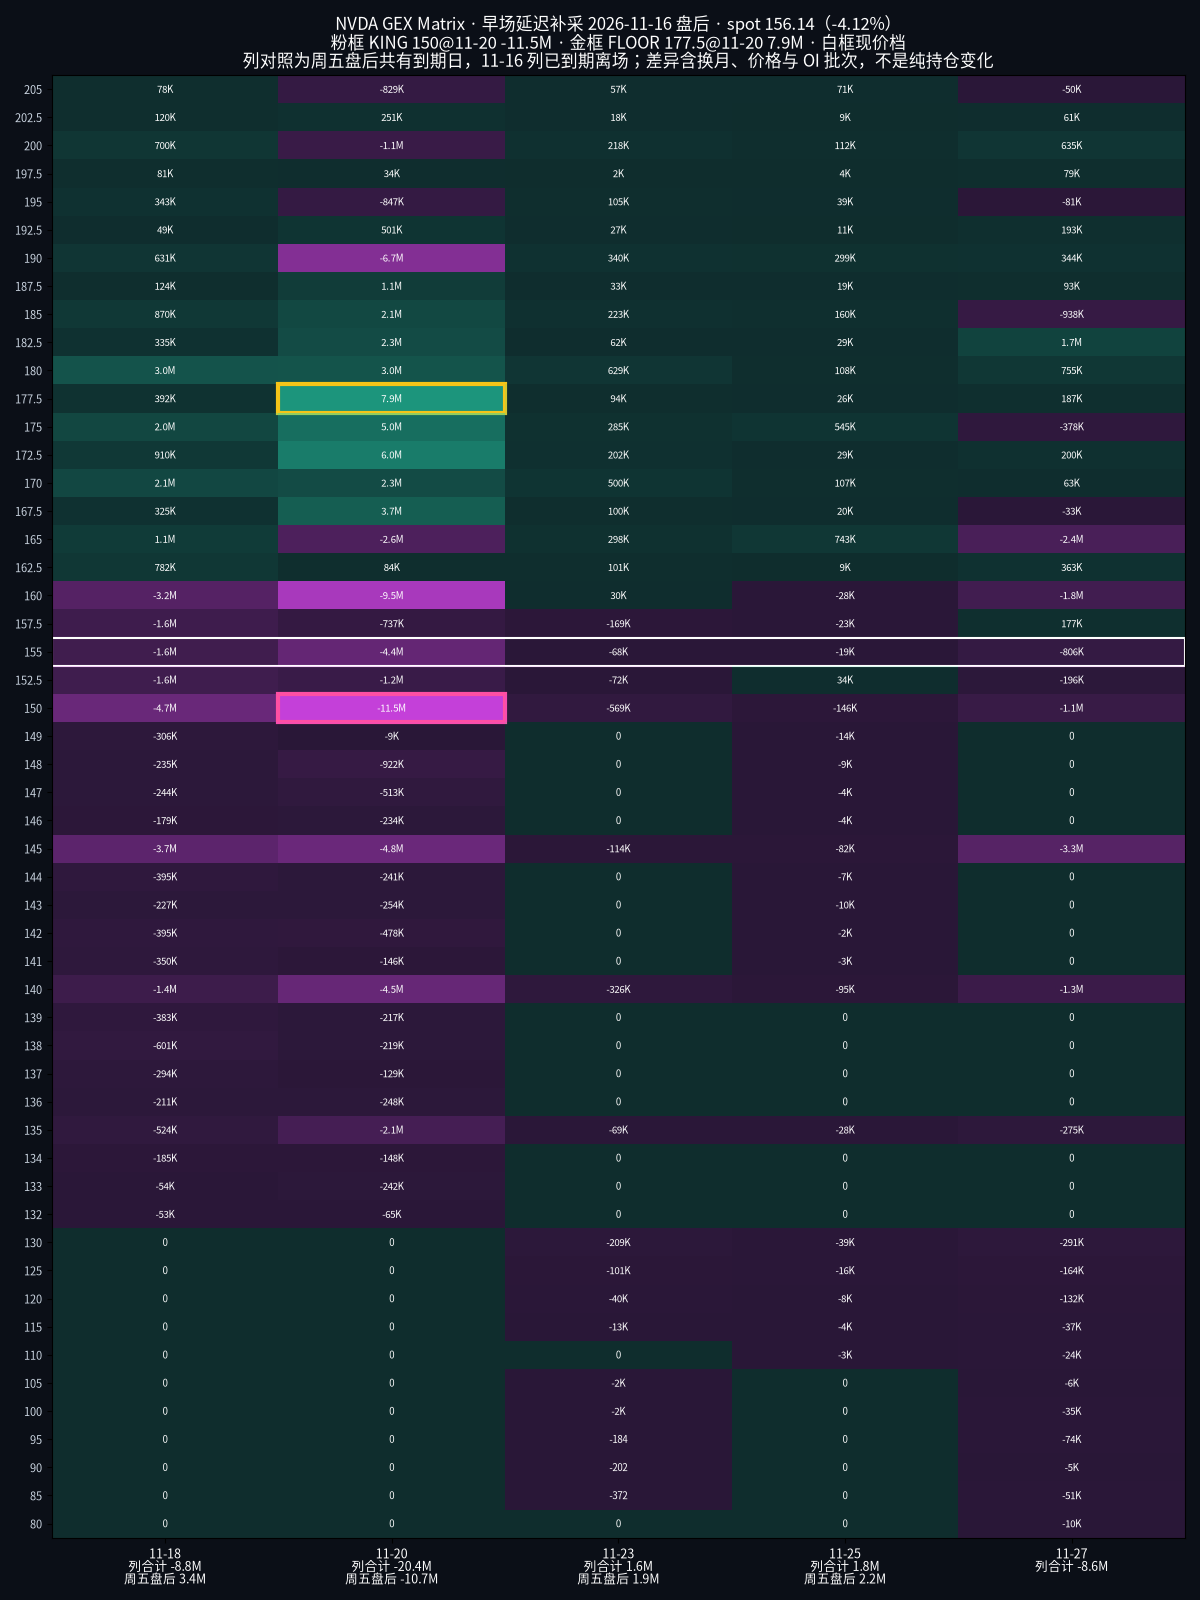 NVDA GEX Matrix · 早场延迟补采 2026-11-16 盘后 · spot 156.14（-4.12%）
粉框 KING 150@11-20 -11.5M · 金框 FLOOR 177.5@11-20 7.9M · 白框现价档
列对照为周五盘后共有到期日，11-16 列已到期离场；差异含换月、价格与 OI 批次，不是纯持仓变化
205 78K -829K 57K 71K -50K
202.5 120K 251K 18K 9K 61K
200 700K -1.1M 218K 112K 635K
197.5 81K 34K 2K 4K 79K
195 343K -847K 105K 39K -81K
192.5 49K 501K 27K 11K 193K
190 631K -6.7M 340K 299K 344K
187.5 124K 1.1M 33K 19K 93K
185 870K 2.1M 223K 160K -938K
182.5 335K 2.3M 62K 29K 1.7M
180 3.0M 3.0M 629K 108K 755K
177.5 392K 7.9M 94K 26K 187K
175 2.0M 5.0M 285K 545K -378K
172.5 910K 6.0M 202K 29K 200K
170 2.1M 2.3M 500K 107K 63K
167.5 325K 3.7M 100K 20K -33K
165 1.1M -2.6M 298K 743K -2.4M
162.5 782K 84K 101K 9K 363K
160 -3.2M -9.5M 30K -28K -1.8M
157.5 -1.6M -737K -169K -23K 177K
155 -1.6M -4.4M -68K -19K -806K
152.5 -1.6M -1.2M -72K 34K -196K
150 -4.7M -11.5M -569K -146K -1.1M
149 -306K -9K 0 -14K 0
148 -235K -922K 0 -9K 0
147 -244K -513K 0 -4K 0
146 -179K -234K 0 -4K 0
145 -3.7M -4.8M -114K -82K -3.3M
144 -395K -241K 0 -7K 0
143 -227K -254K 0 -10K 0
142 -395K -478K 0 -2K 0
141 -350K -146K 0 -3K 0
140 -1.4M -4.5M -326K -95K -1.3M
139 -383K -217K 0 0 0
138 -601K -219K 0 0 0
137 -294K -129K 0 0 0
136 -211K -248K 0 0 0
135 -524K -2.1M -69K -28K -275K
134 -185K -148K 0 0 0
133 -54K -242K 0 0 0
132 -53K -65K 0 0 0
130 0 0 -209K -39K -291K
125 0 0 -101K -16K -164K
120 0 0 -40K -8K -132K
115 0 0 -13K -4K -37K
110 0 0 0 -3K -24K
105 0 0 -2K 0 -6K
100 0 0 -2K 0 -35K
95 0 0 -184 0 -74K
90 0 0 -202 0 -5K
85 0 0 -372 0 -51K
80 0 0 0 0 -10K
11-18 11-20 11-23 11-25 11-27
列合计 -8.8M 列合计 -20.4M 列合计 1.6M 列合计 1.8M 列合计 -8.6M
周五盘后 3.4M 周五盘后 -10.7M 周五盘后 1.9M 周五盘后 2.2M